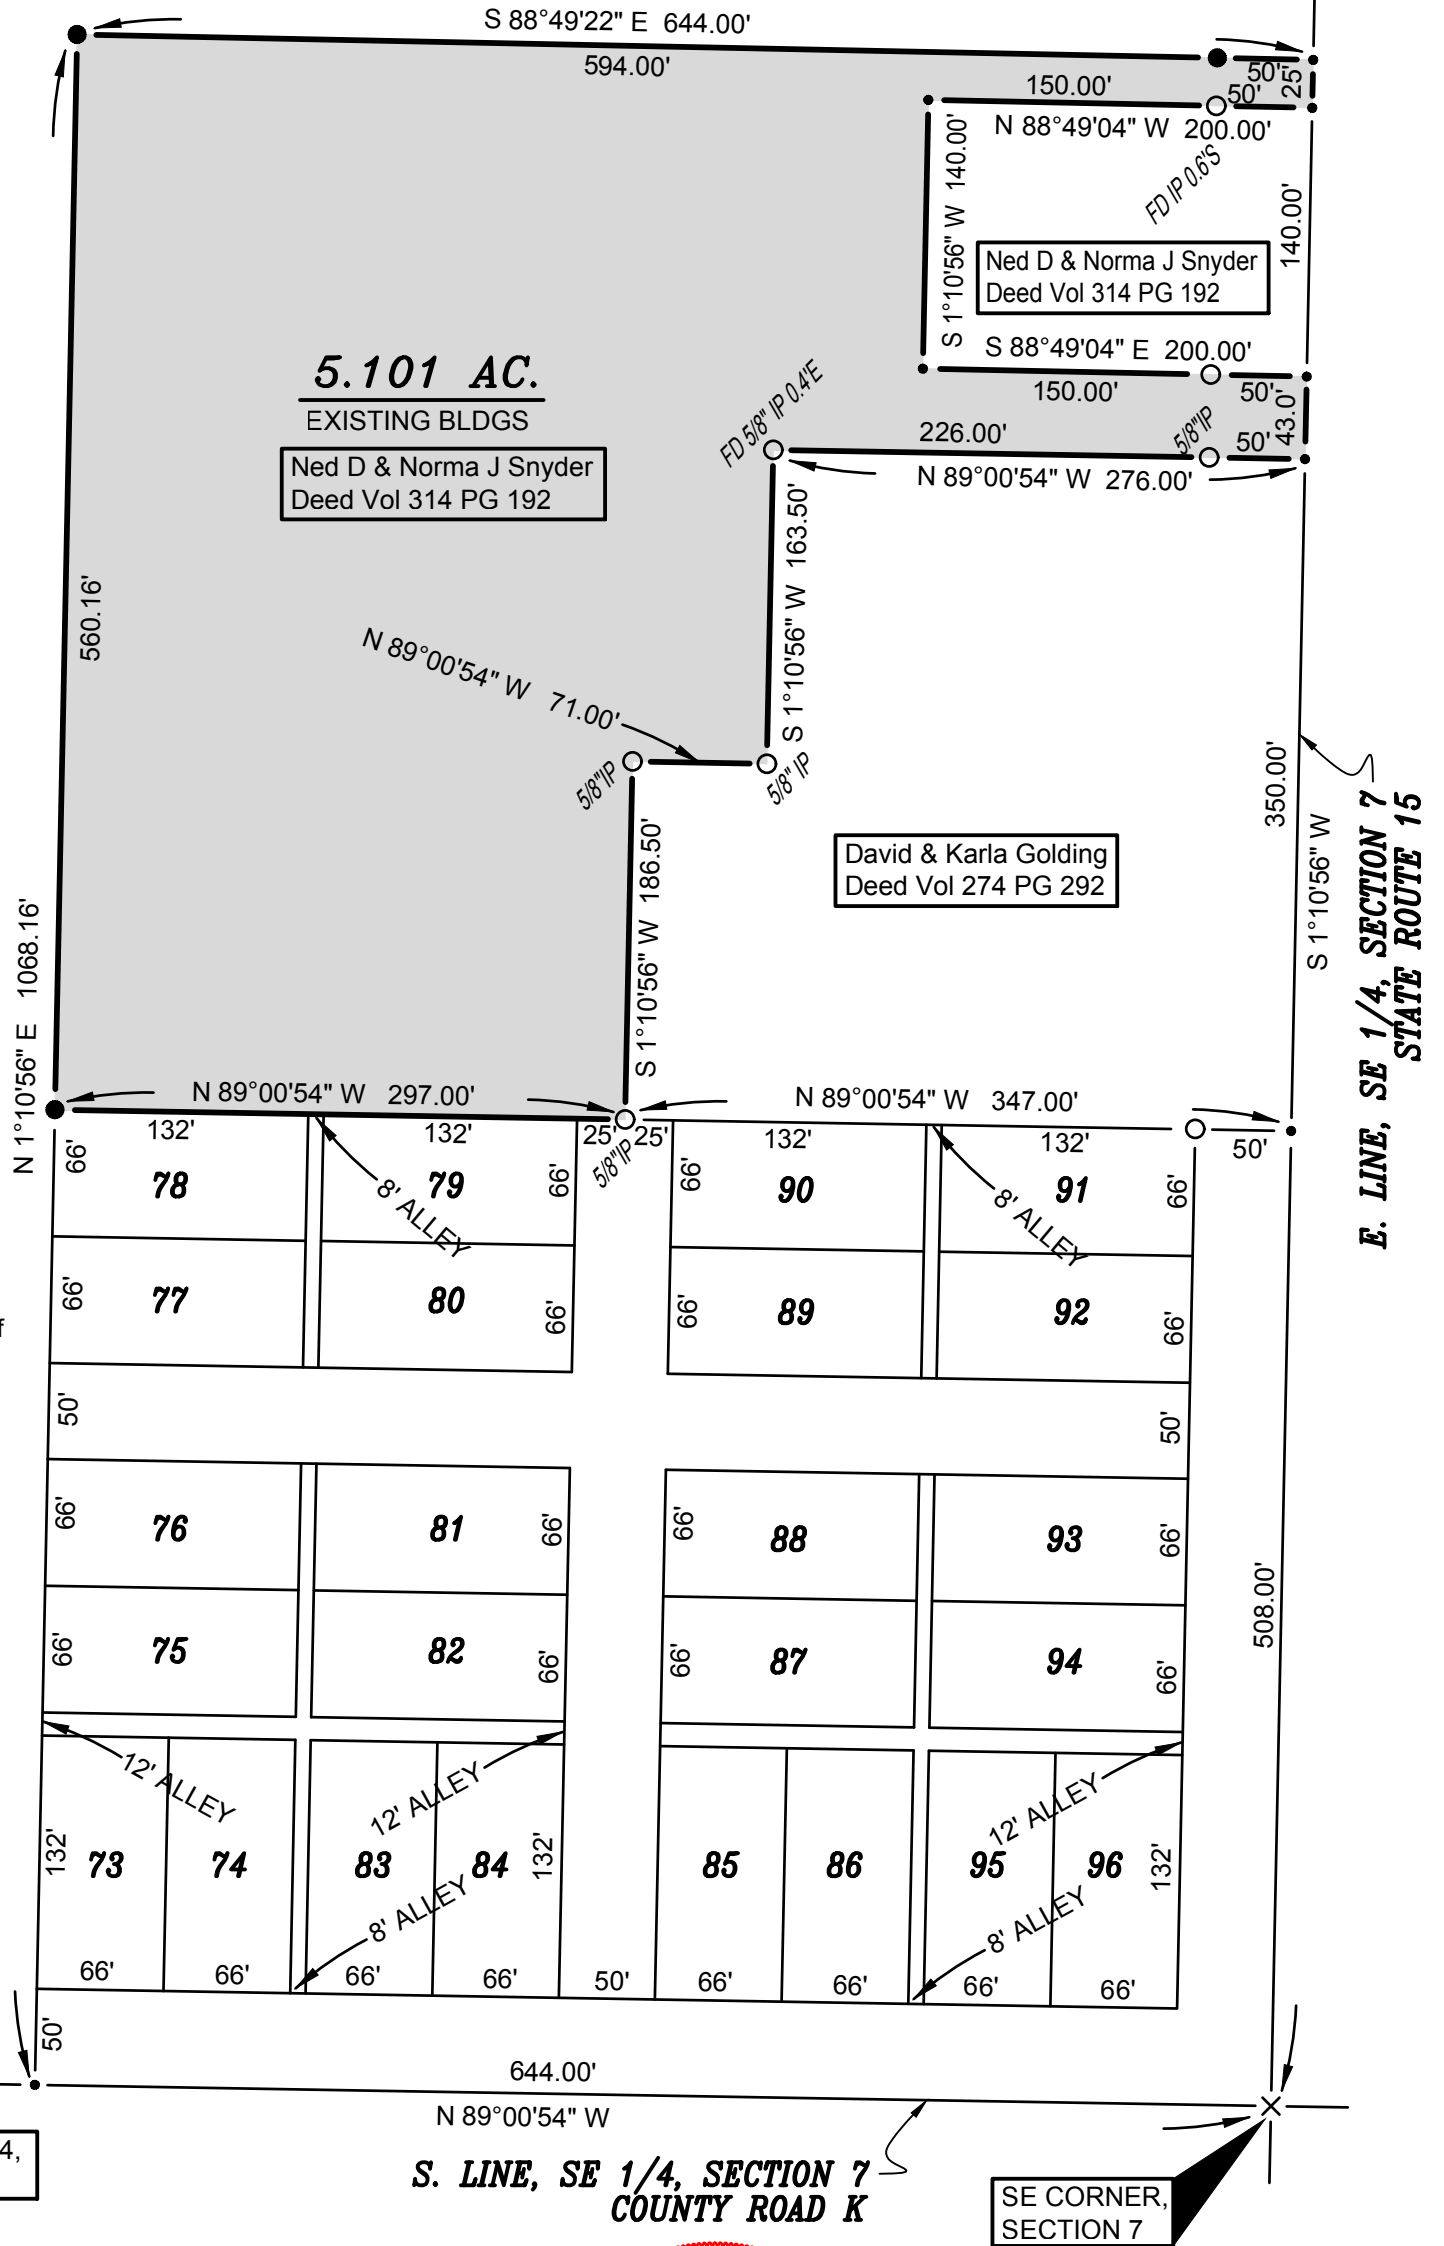 S 88°49'22" E 644.00'
594.00'
50'
25'
150.00'
50'
N 88°49'04" W 200.00'
S 1°10'56" W 140.00'
FD IP 0.6'S
140.00'
Ned D & Norma J Snyder
Deed Vol 314 PG 192
S 88°49'04" E 200.00'
150.00'
50'
43.0'
5.101 AC.
EXISTING BLDGS
Ned D & Norma J Snyder
Deed Vol 314 PG 192
FD 5/8" IP 0.4'E
226.00'
5/8"IP
50'
N 89°00'54" W 276.00'
S 1°10'56" W 163.50'
560.16'
N 89°00'54" W 71.00'
5/8"IP
5/8" IP
350.00'
S 1°10'56" W
E. LINE, SE 1/4, SECTION 7
STATE ROUTE 15
David & Karla Golding
Deed Vol 274 PG 292
S 1°10'56" W 186.50'
N 1°10'56" E 1068.16'
N 89°00'54" W 297.00'
N 89°00'54" W 347.00'
132'
132'
25'
25'
132'
132'
50'
5/8"IP
66'
78
8' ALLEY
79
66'
66'
90
8' ALLEY
91
66'
66'
77
80
66'
66'
89
92
66'
f
50'
50'
66'
76
81
66'
66'
88
93
66'
508.00'
66'
75
82
66'
66'
87
94
66'
12' ALLEY
12' ALLEY
12' ALLEY
132'
73
74
83
84
132'
85
86
95
96
132'
8' ALLEY
8' ALLEY
66'
66'
66'
66'
50'
66'
66'
66'
66'
50'
644.00'
N 89°00'54" W
4,
S. LINE, SE 1/4, SECTION 7
COUNTY ROAD K
SE CORNER,
SECTION 7